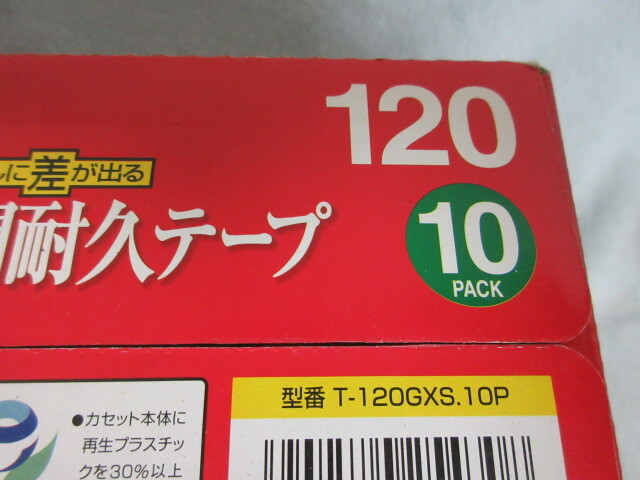 120
に差が出る
耐久テープ
10
PACK
型番 T-120GXS.10P
●カセット本体に
再生プラスチッ
クを30%以上